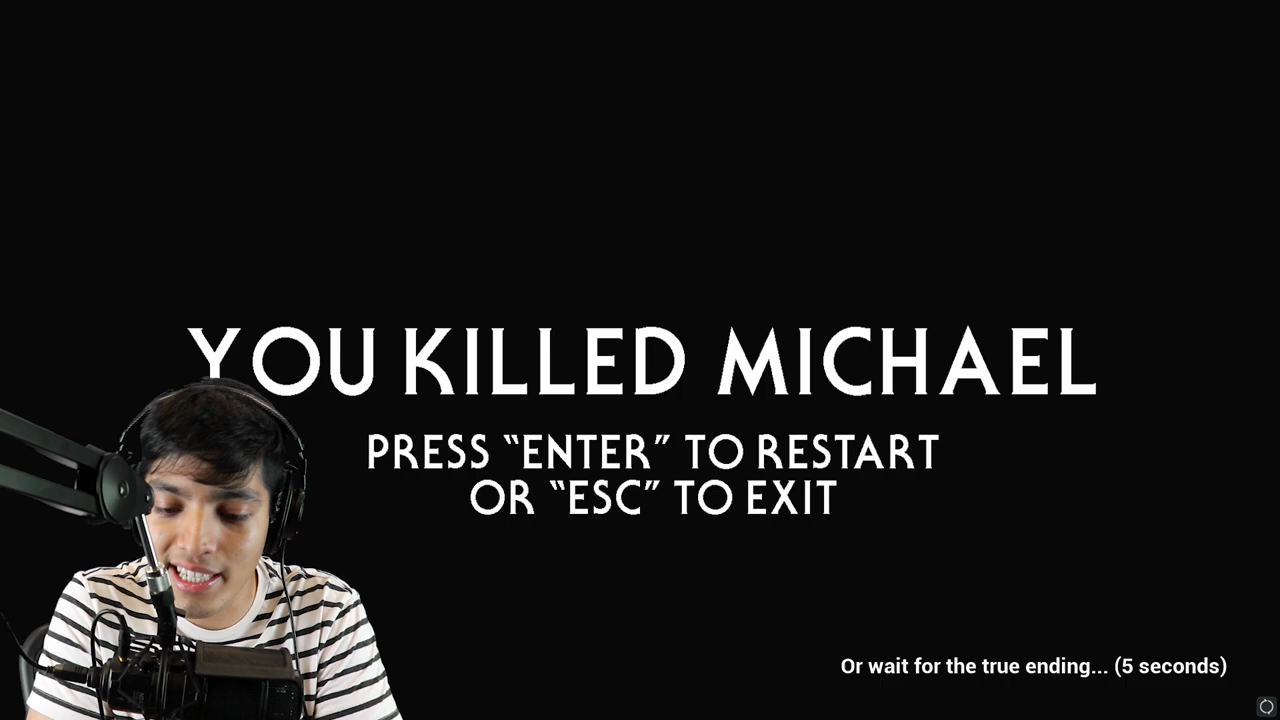 YOU KILLED MICHAEL
PRESS “ENTER” TO RESTART
OR “ESC” TO EXIT
Or wait for the true ending... (5 seconds)